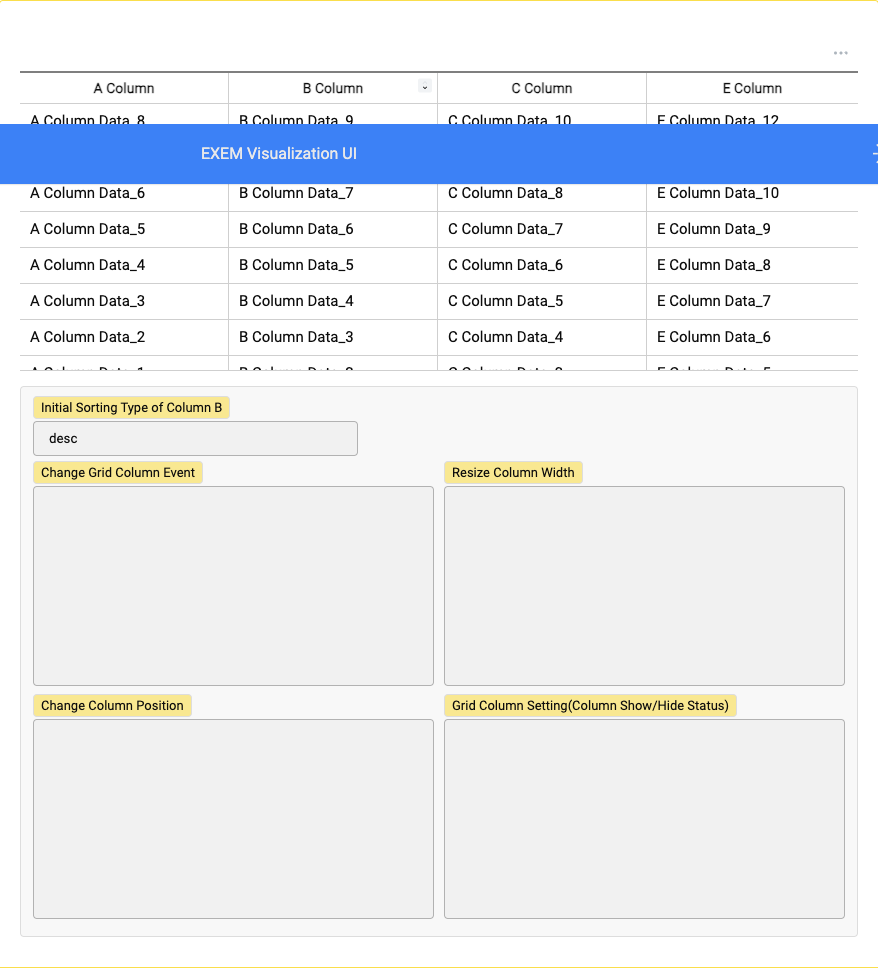 A Column B Column C Column E Column
A Column Data_8 B Column Data_9 C Column Data_10 E Column Data_12
EXEM Visualization UI
A Column Data_6 B Column Data_7 C Column Data_8 E Column Data_10
A Column Data_5 B Column Data_6 C Column Data_7 E Column Data_9
A Column Data_4 B Column Data_5 C Column Data_6 E Column Data_8
A Column Data_3 B Column Data_4 C Column Data_5 E Column Data_7
A Column Data_2 B Column Data_3 C Column Data_4 E Column Data_6
Initial Sorting Type of Column B
desc
Change Grid Column Event Resize Column Width
Change Column Position Grid Column Setting(Column Show/Hide Status)